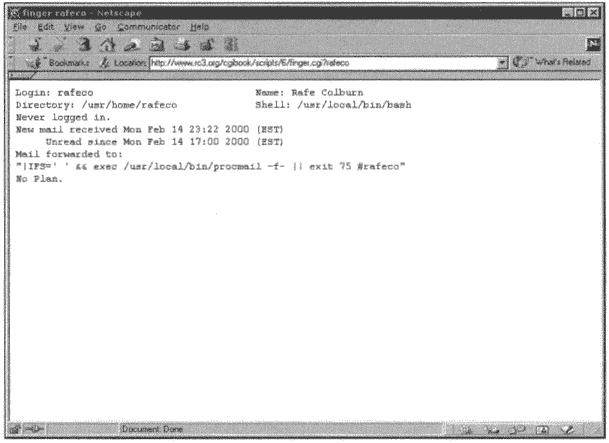 finger rafeco - Netscape
File Edit View Go Communicator Help
Bookmarks Location: http://www.rc3.org/cgibook/scripts/6/finger.cgi?rafeco What's Related
Login: rafeco Name: Rafe Colburn
Directory: /usr/home/rafeco Shell: /usr/local/bin/bash
Never logged in.
New mail received Mon Feb 14 23:22 2000 (EST)
Unread since Mon Feb 14 17:00 2000 (EST)
Mail forwarded to:
"|IFS=' ' && exec /usr/local/bin/procmail -f- || exit 75 #rafeco"
No Plan.
Document: Done